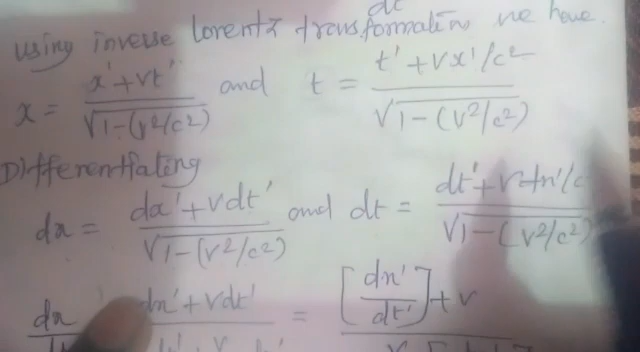 dt
Using inverse Lorentz transformation we have.
x = x'+vt' / √1-(v²/c²) and t = t'+vx'/c² / √1-(v²/c²)
Differentiating
dx = dx'+vdt' / √1-(v²/c²) and dt = dt'+vdx'/c / √1-(v²/c²)
dx dx'+vdt' = [dx'/dt']+v